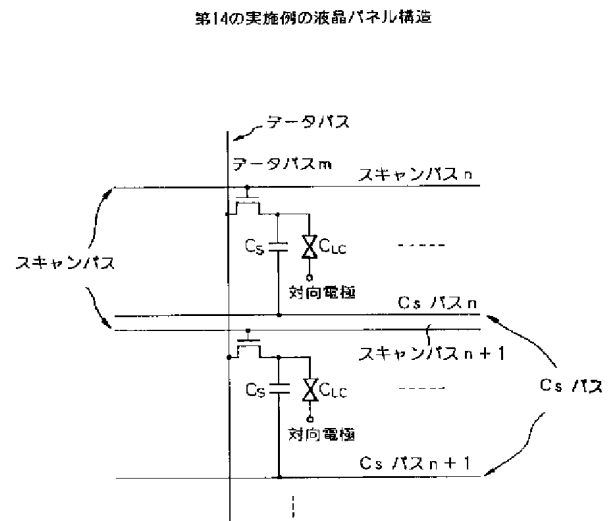 第14の実施例の液晶パネル構造
データバス
データバスm
スキャンバスn
スキャンバス
CS
CLC
対向電極
Cs バスn
スキャンバスn+1
Cs バス
CS
CLC
対向電極
Cs バスn+1